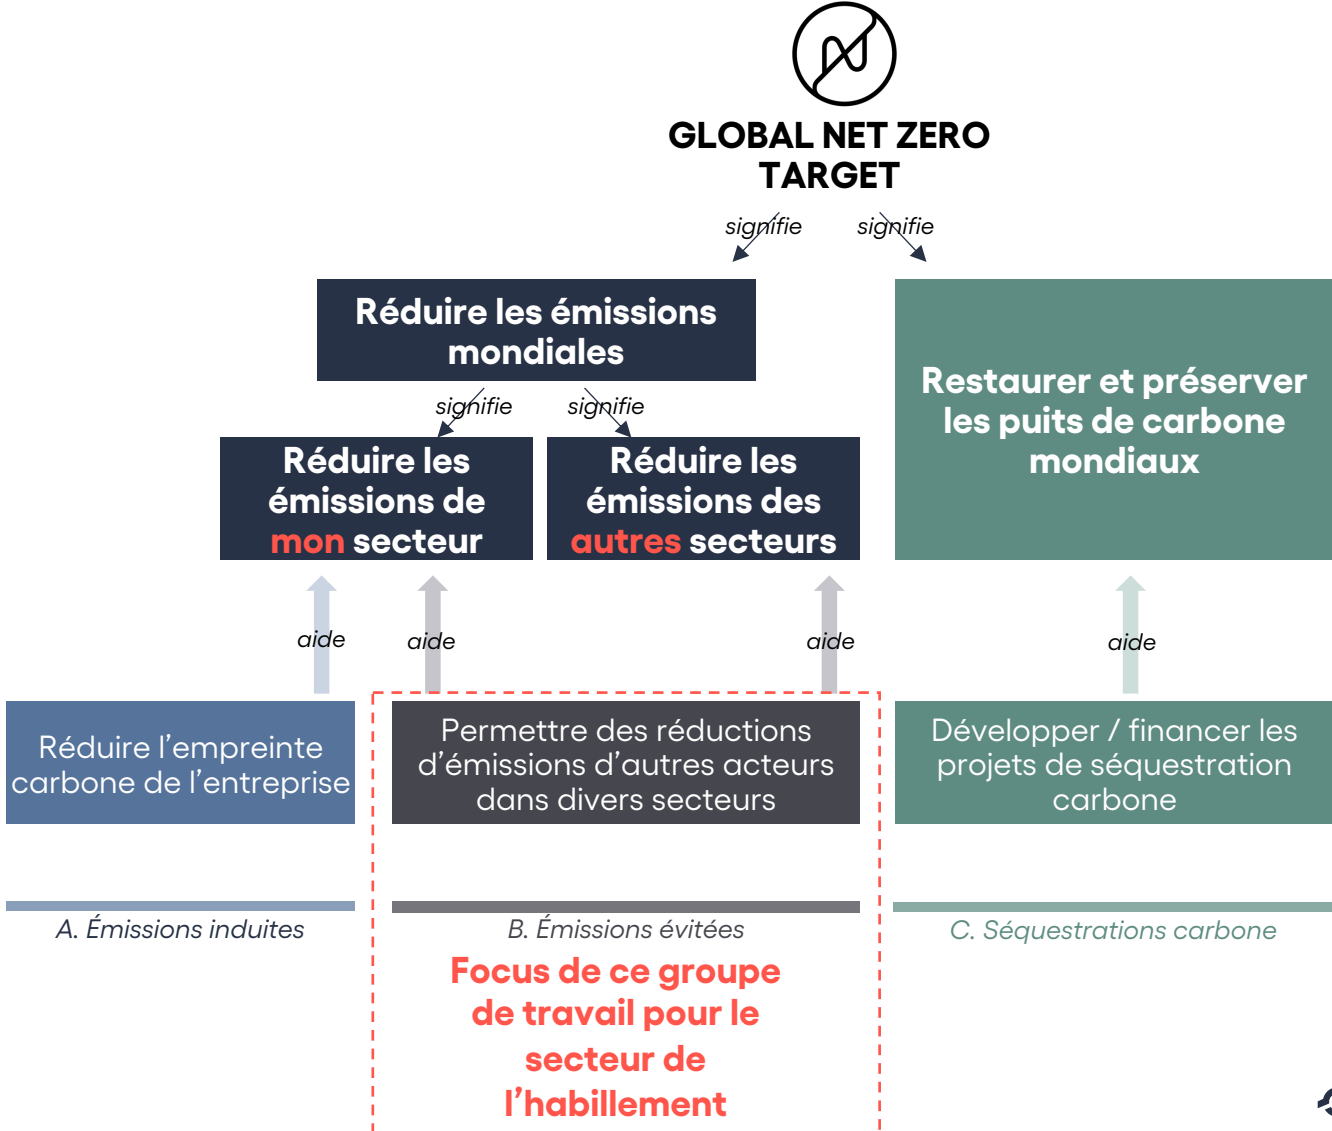 GLOBAL NET ZERO
TARGET
signifie
signifie
Réduire les émissions
mondiales
Restaurer et préserver
les puits de carbone
mondiaux
signifie
signifie
Réduire les
émissions de
mon secteur
Réduire les
émissions des
autres secteurs
aide
aide
aide
aide
Réduire l’empreinte
carbone de l’entreprise
Permettre des réductions
d’émissions d’autres acteurs
dans divers secteurs
Développer / financer les
projets de séquestration
carbone
A. Émissions induites
B. Émissions évitées
C. Séquestrations carbone
Focus de ce groupe
de travail pour le
secteur de
l’habillement